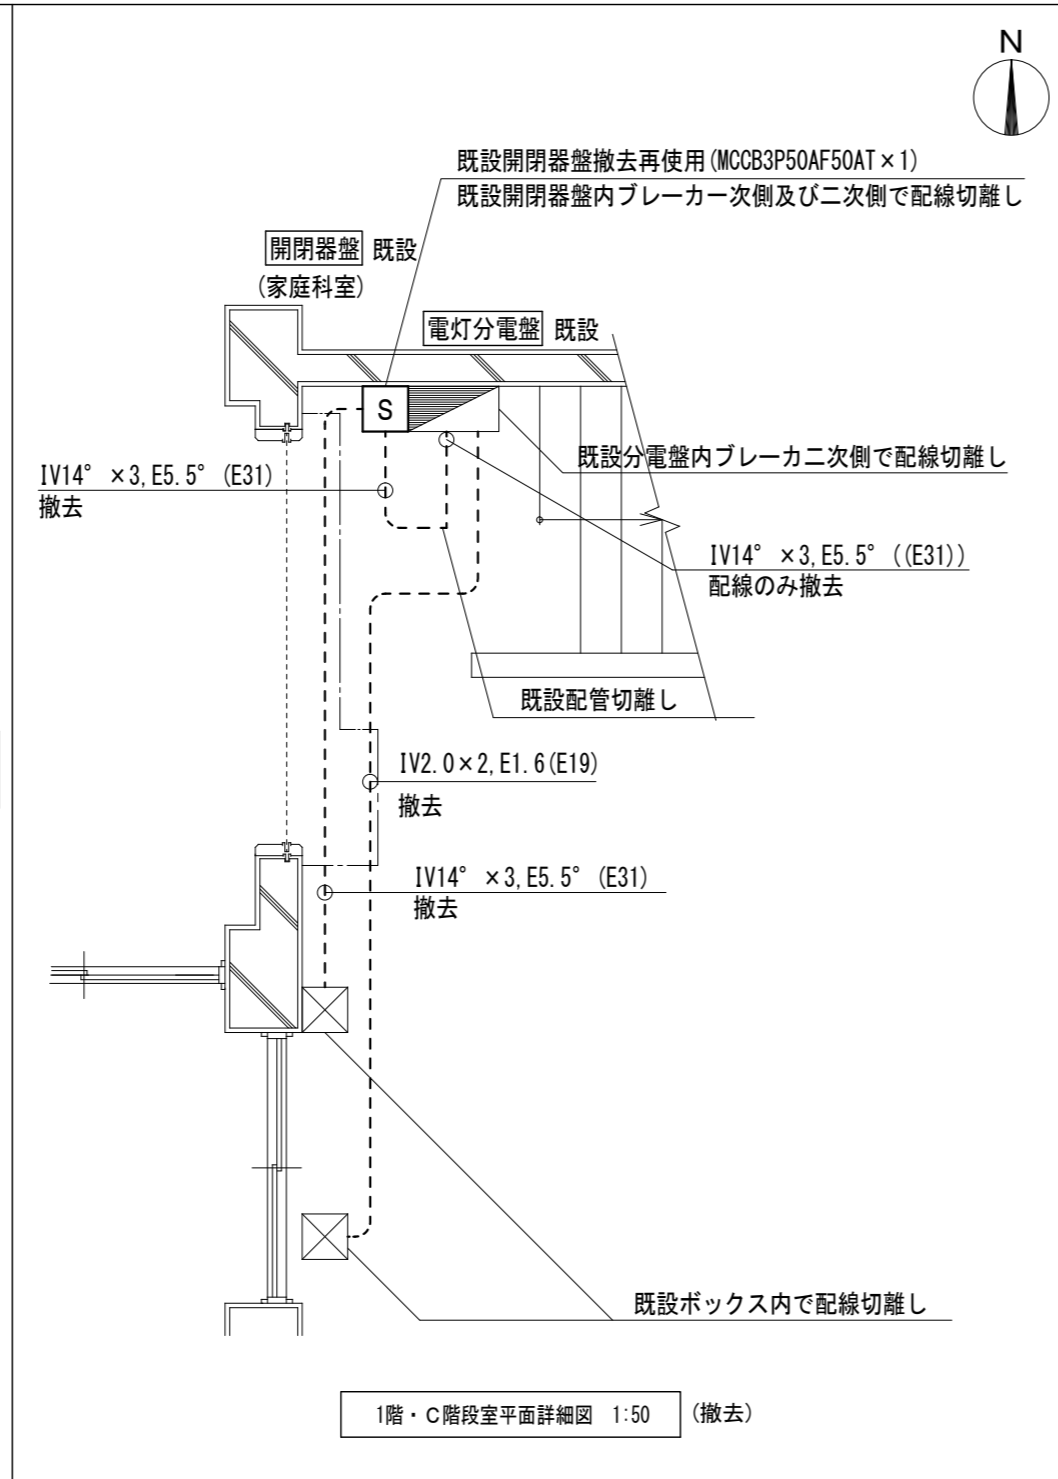 N
既設開閉器盤撤去再使用(MCCB3P50AF50AT×1)
既設開閉器盤内ブレーカ一次側及び二次側で配線切離し
開閉器盤 既設
(家庭科室)
電灯分電盤 既設
S
既設分電盤内ブレーカ二次側で配線切離し
IV14° ×3,E5.5° (E31)
撤去
IV14° ×3,E5.5° ((E31))
配線のみ撤去
既設配管切離し
IV2.0×2,E1.6(E19)
撤去
IV14° ×3,E5.5° (E31)
撤去
既設ボックス内で配線切離し
1階・C階段室平面詳細図 1:50 (撤去)